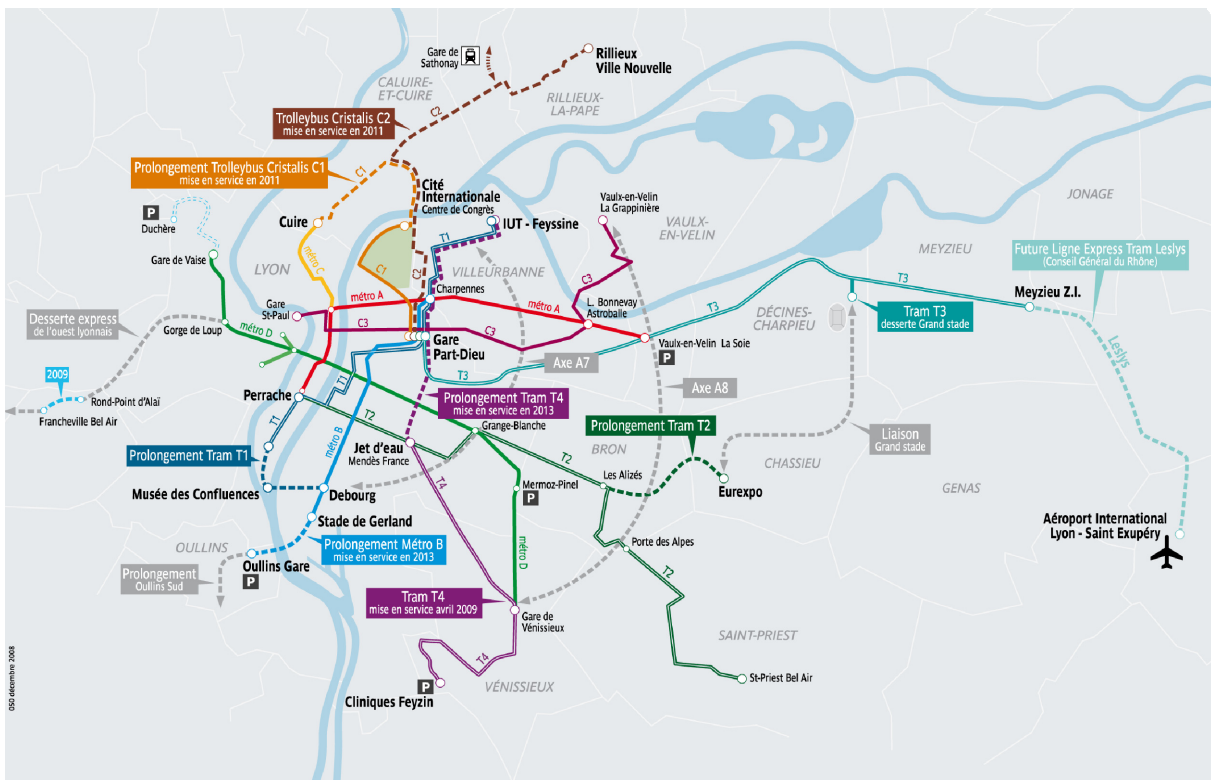 Gare de
Sathonay
Rillieux
Ville Nouvelle
CALUIRE-
ET-CUIRE
C2
RILLIEUX-
LA-PAPE
Trolleybus Cristalis C2
mise en service en 2011
Prolongement Trolleybus Cristalis C1
mise en service en 2011
C1
Cité
Internationale
Centre de Congrès
Vaulx-en-Velin
La Grappinière
JONAGE
P
Duchère
Cuire
T1
IUT - Feyssine
VAULX-
EN-VELIN
MEYZIEU
Future Ligne Express Tram Leslys
(Conseil Général du Rhône)
Gare de Vaise
métro C
LYON
C1
C2
VILLEURBANNE
C3
T3
Meyzieu Z.I.
Charpennes
métro A
métro A
T3
Gare
St-Paul
L. Bonnevay
Astroballe
DÉCINES-
CHARPIEU
Tram T3
desserte Grand stade
Desserte express
de l'ouest lyonnais
Gorge de Loup
métro D
C3
C3
Gare
Part-Dieu
Vaulx-en-Velin La Soie
P
Leslys
Axe A7
T3
2009
T1
Axe A8
Rond-Point d'Alaï
Francheville Bel Air
Perrache
Prolongement Tram T4
mise en service en 2013
T1
T2
métro B
Grange-Blanche
Prolongement Tram T2
Liaison
Grand stade
Jet d'eau
Mendès France
BRON
Prolongement Tram T1
T2
CHASSIEU
Les Alizés
Musée des Confluences
Debourg
T4
Mermoz-Pinel
P
Eurexpo
GENAS
Stade de Gerland
Aéroport International
Lyon - Saint Exupéry
OULLINS
Prolongement Métro B
mise en service en 2013
métro D
Porte des Alpes
Oullins Gare
P
Prolongement
Oullins Sud
T2
Tram T4
mise en service avril 2009
Gare de
Vénissieux
SAINT-PRIEST
T4
St-Priest Bel Air
P
Cliniques Feyzin
VÉNISSIEUX
050 décembre 2008